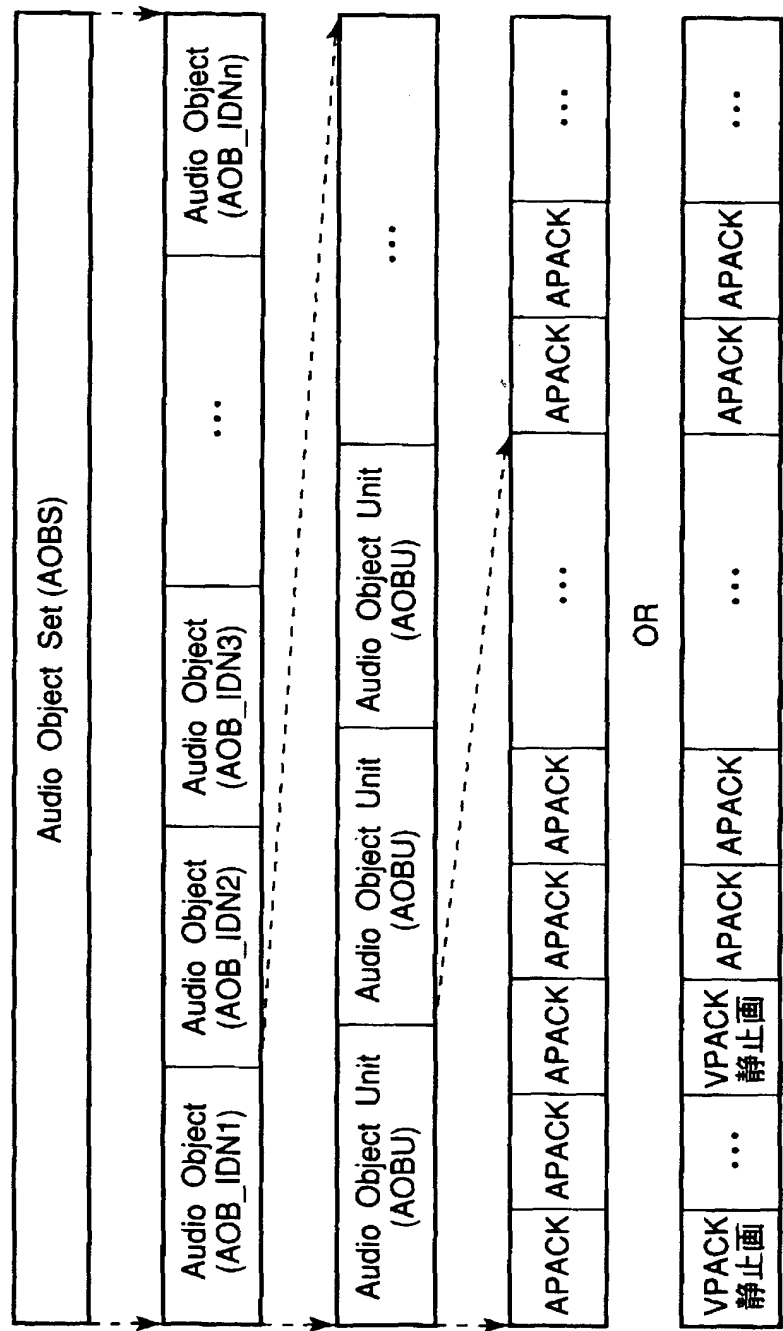 Audio Object Set (AOBS)
Audio Object
(AOB_IDN1)
Audio Object
(AOB_IDN2)
Audio Object
(AOB_IDN3)
...
Audio Object
(AOB_IDNn)
Audio Object Unit
(AOBU)
Audio Object Unit
(AOBU)
Audio Object Unit
(AOBU)
...
APACK
APACK
APACK
APACK
APACK
...
APACK
APACK
...
OR
VPACK
静止画
...
VPACK
静止画
APACK
APACK
...
APACK
APACK
...